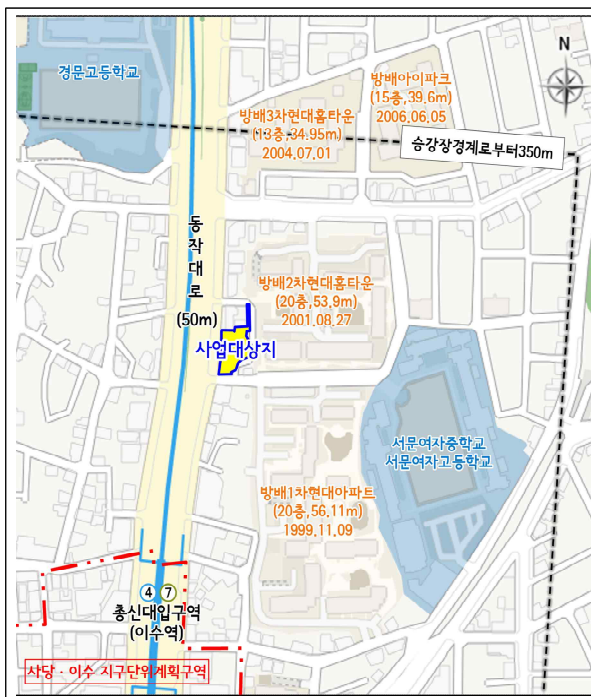 경문고등학교
N
방배아이파크
(15층,39.6m)
2006.06.05
방배3차현대홈타운
(13층,34.95m)
2004.07.01
승강장경계로부터350m
동작대로
(50m)
방배2차현대홈타운
(20층,53.9m)
2001.08.27
사업대상지
서문여자중학교
서문여자고등학교
방배1차현대아파트
(20층,56.11m)
1999.11.09
4 7
총신대입구역
(이수역)
사당·이수 지구단위계획구역